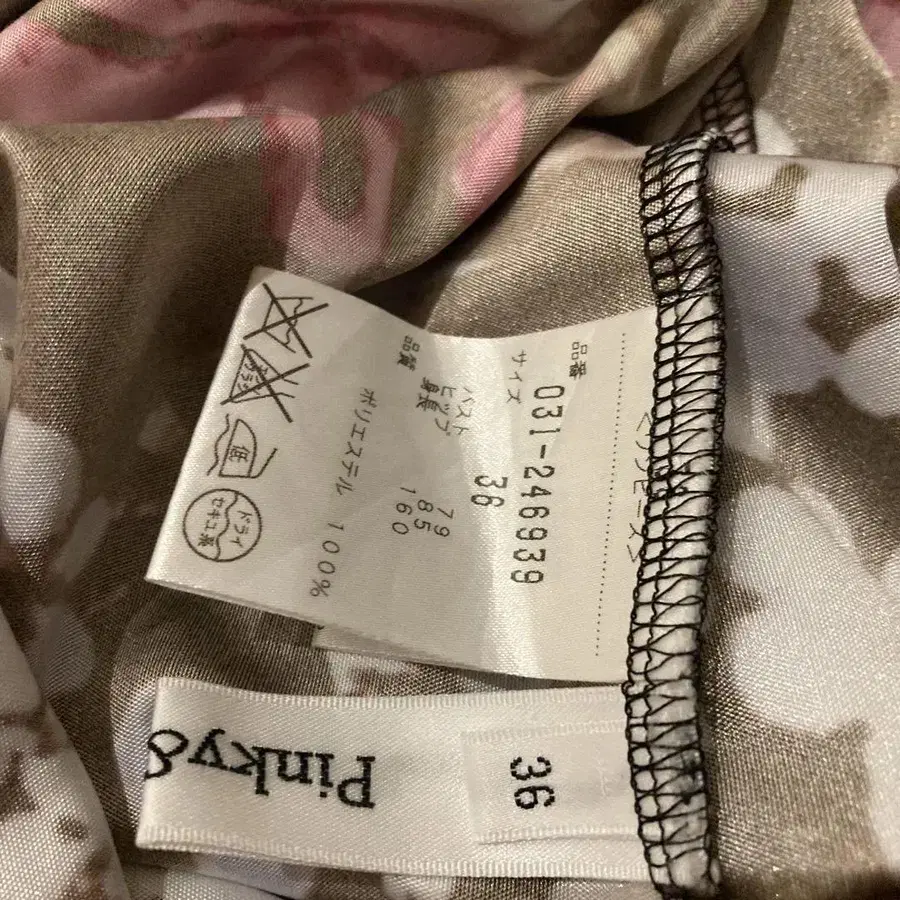 <ワンピース>
品番 031-246939
サイズ 36
バスト 79
ヒップ 85
身長 160
品質
ポリエステル 100%
低
ドライ
セキユ系
Pinky&
36